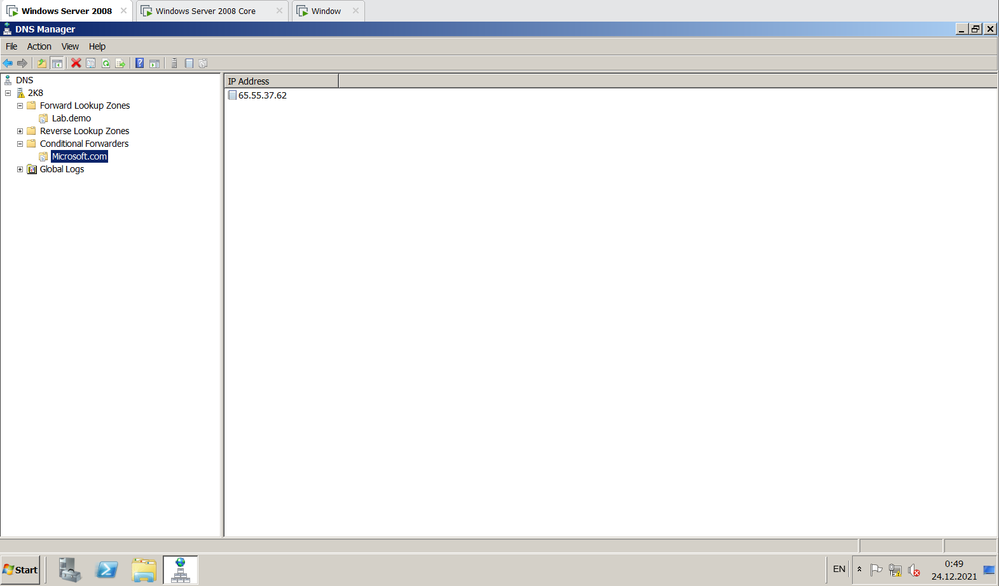 Windows Server 2008
Windows Server 2008 Core
Window
DNS Manager
File Action View Help
DNS
2K8
Forward Lookup Zones
Lab.demo
Reverse Lookup Zones
Conditional Forwarders
Microsoft.com
Global Logs
IP Address
65.55.37.62
Start
EN
0:49
24.12.2021